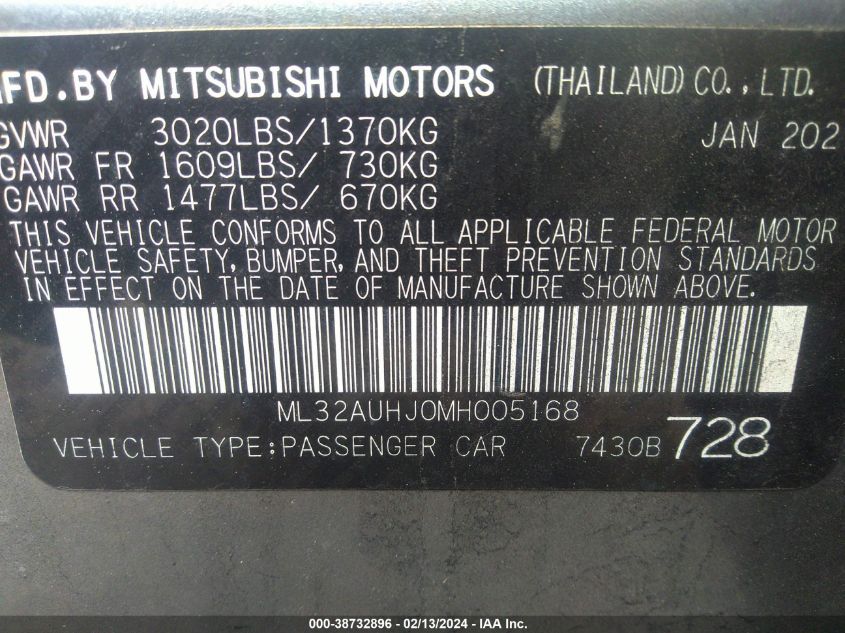 MFD.BY MITSUBISHI MOTORS (THAILAND) CO., LTD.
GVWR 3020LBS/1370KG JAN 202
GAWR FR 1609LBS/ 730KG
GAWR RR 1477LBS/ 670KG
THIS VEHICLE CONFORMS TO ALL APPLICABLE FEDERAL MOTOR
VEHICLE SAFETY, BUMPER, AND THEFT PREVENTION STANDARDS
IN EFFECT ON THE DATE OF MANUFACTURE SHOWN ABOVE.
ML32AUHJ0MH005168
VEHICLE TYPE:PASSENGER CAR 7430B 728
000-38732896 - 02/13/2024 - IAA Inc.